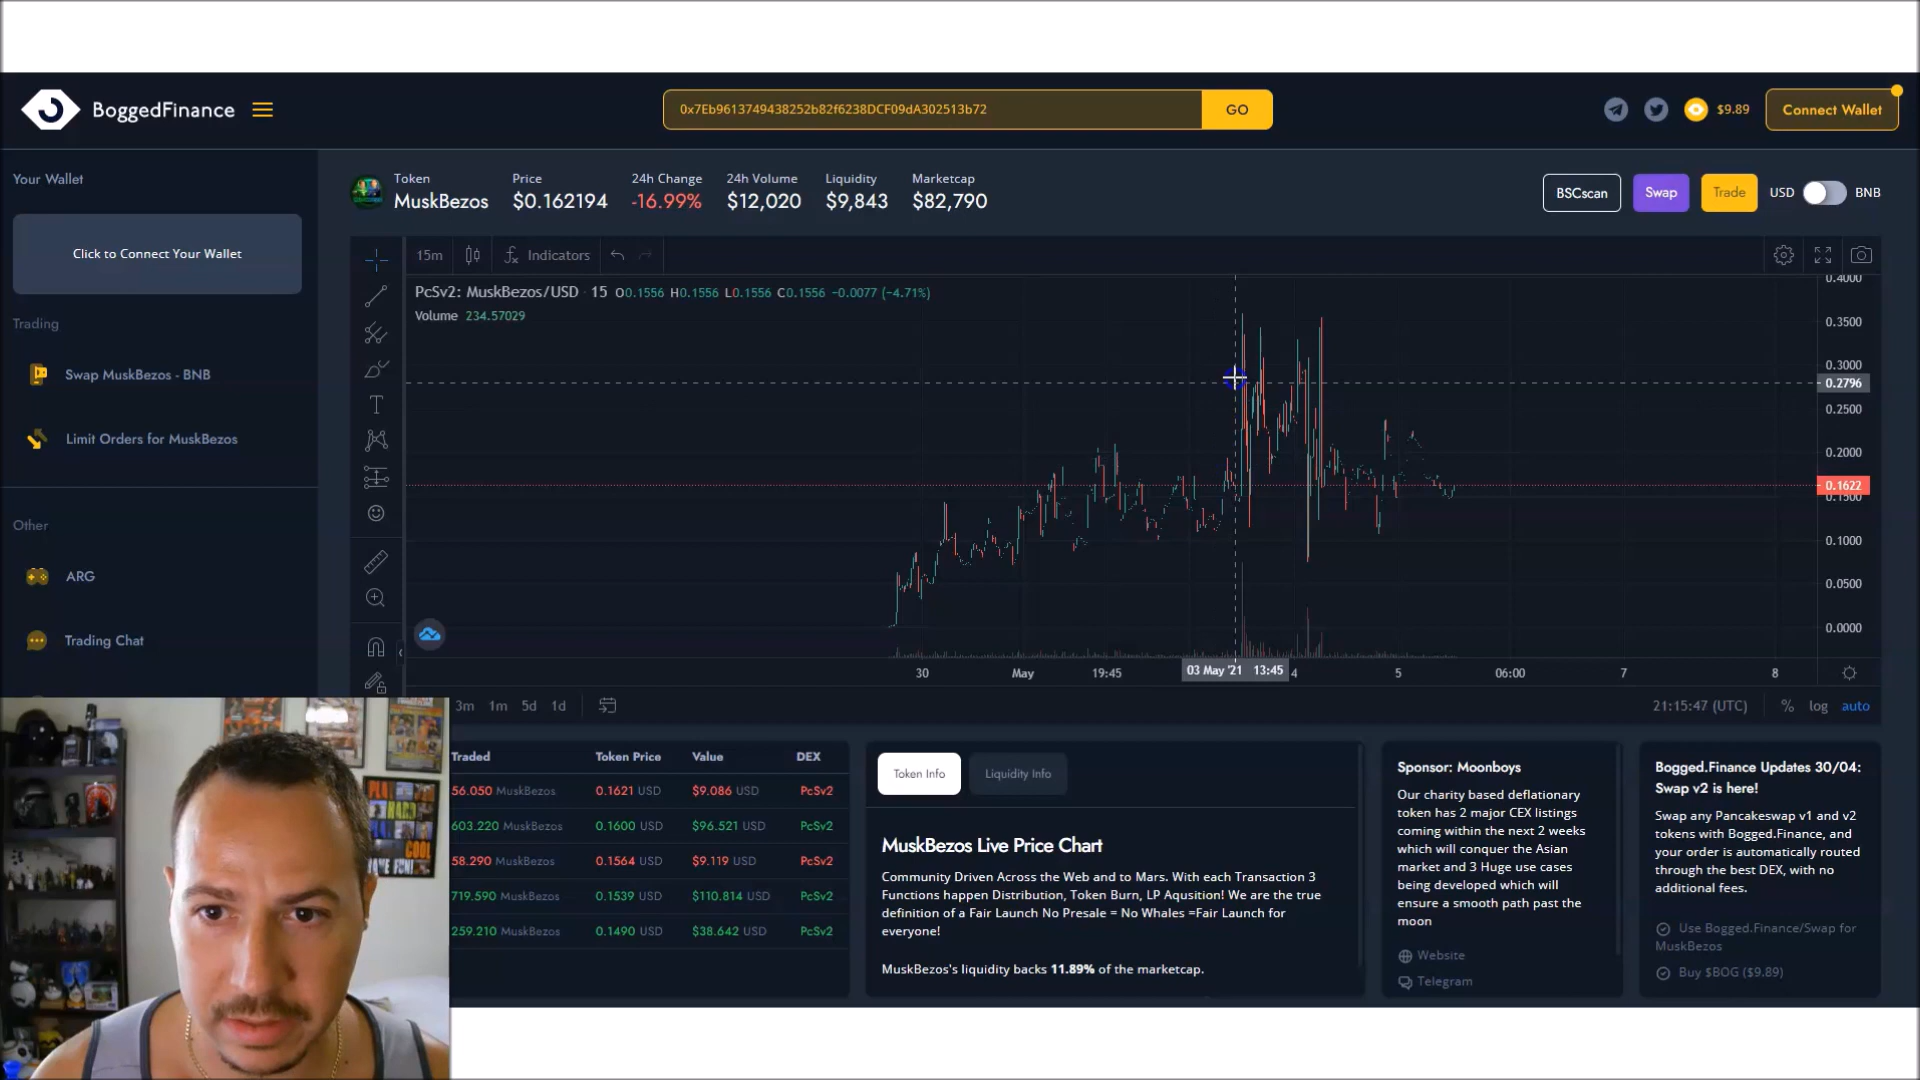 BoggedFinance
0x7Eb9613749438252b82f6238DCF09dA302513b72
GO
$9.89
Connect Wallet
Your Wallet
Click to Connect Your Wallet
Trading
Swap MuskBezos - BNB
Limit Orders for MuskBezos
Other
ARG
Trading Chat
Token
MuskBezos
Price
$0.162194
24h Change
-16.99%
24h Volume
$12,020
Liquidity
$9,843
Marketcap
$82,790
BSCscan
Swap
Trade
USD
BNB
15m
Indicators
PcSv2: MuskBezos/USD · 15 O0.1556 H0.1556 L0.1556 C0.1556 −0.0077 (−4.71%)
Volume 234.57029
0.4000
0.3500
0.3000
0.2796
0.2500
0.2000
0.1622
0.1500
0.1000
0.0500
0.0000
30
May
19:45
03 May '21 13:45
4
5
06:00
7
8
3m 1m 5d 1d
21:15:47 (UTC)
% log auto
Traded Token Price Value DEX
56.050 MuskBezos 0.1621 USD $9.086 USD PcSv2
603.220 MuskBezos 0.1600 USD $96.521 USD PcSv2
58.290 MuskBezos 0.1564 USD $9.119 USD PcSv2
719.590 MuskBezos 0.1539 USD $110.814 USD PcSv2
259.210 MuskBezos 0.1490 USD $38.642 USD PcSv2
Token Info
Liquidity Info
MuskBezos Live Price Chart
Community Driven Across the Web and to Mars. With each Transaction 3
Functions happen Distribution, Token Burn, LP Aqusition! We are the true
definition of a Fair Launch No Presale = No Whales =Fair Launch for
everyone!
MuskBezos's liquidity backs 11.89% of the marketcap.
Sponsor: Moonboys
Our charity based deflationary
token has 2 major CEX listings
coming within the next 2 weeks
which will conquer the Asian
market and 3 Huge use cases
being developed which will
ensure a smooth path past the
moon
Website
Telegram
Bogged.Finance Updates 30/04:
Swap v2 is here!
Swap any Pancakeswap v1 and v2
tokens with Bogged.Finance, and
your order is automatically routed
through the best DEX, with no
additional fees.
Use Bogged.Finance/Swap for
MuskBezos
Buy $BOG ($9.89)